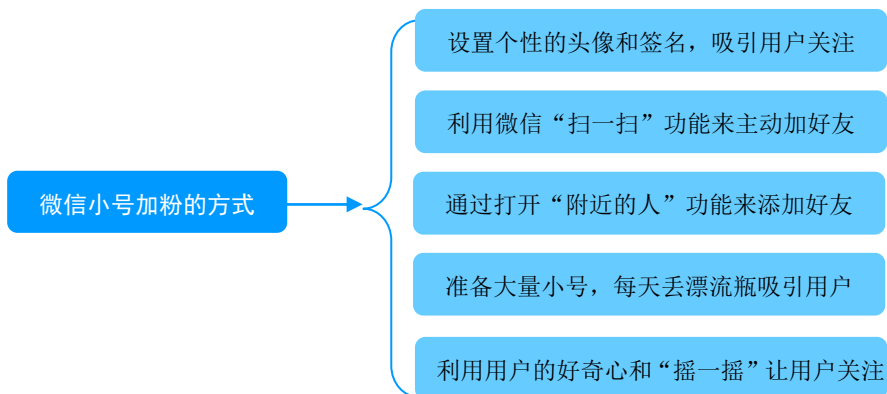 设置个性的头像和签名，吸引用户关注
利用微信“扫一扫”功能来主动加好友
微信小号加粉的方式
通过打开“附近的人”功能来添加好友
准备大量小号，每天丢漂流瓶吸引用户
利用用户的好奇心和“摇一摇”让用户关注